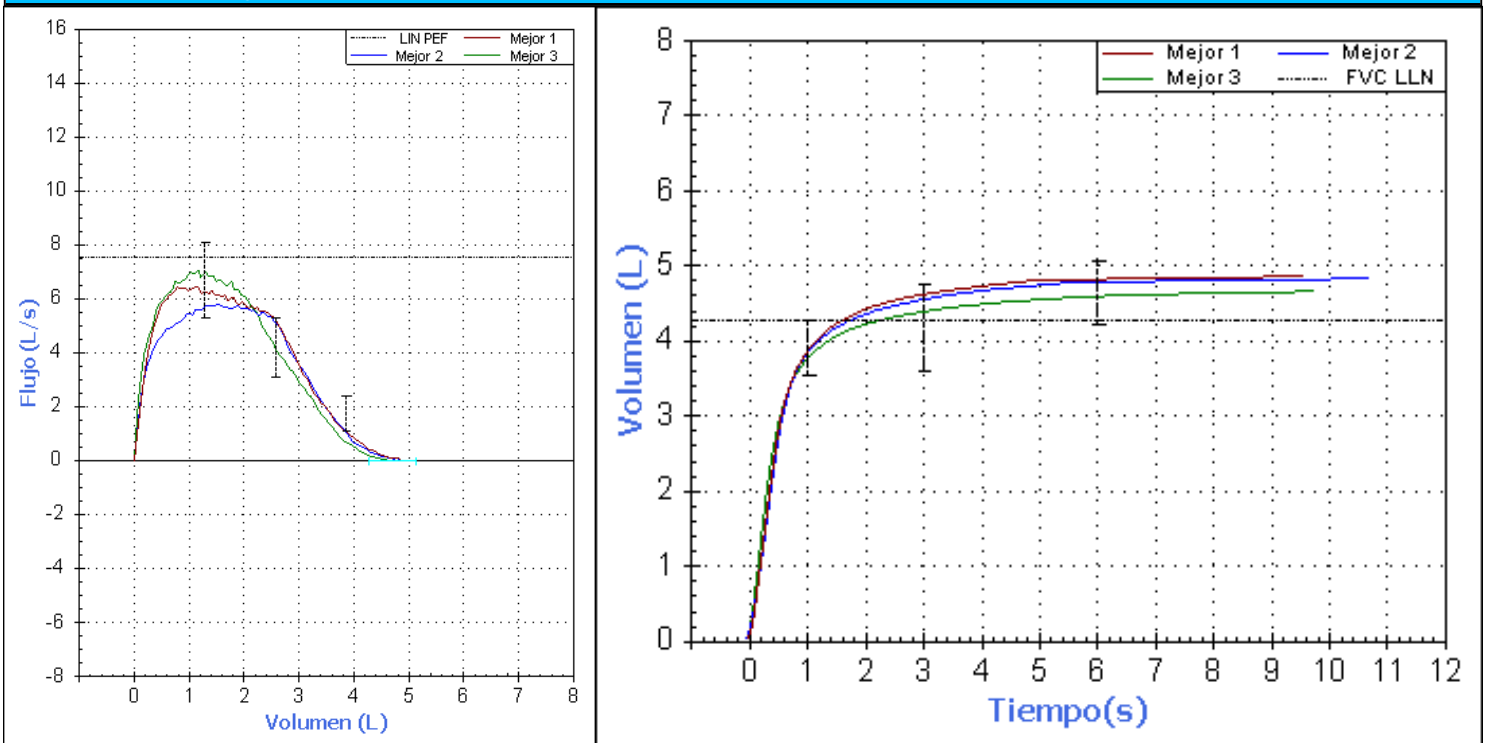 16
14
12
10
8
6
4
2
0
-2
-4
-6
-8
LIN PEF Mejor 1
Mejor 2 Mejor 3
Flujo (L/s)
0 1 2 3 4 5 6 7 8
Volumen (L)
8
7
6
5
4
3
2
1
0
Mejor 1 Mejor 2
Mejor 3 FVC LLN
Volumen (L)
0 1 2 3 4 5 6 7 8 9 10 11 12
Tiempo(s)